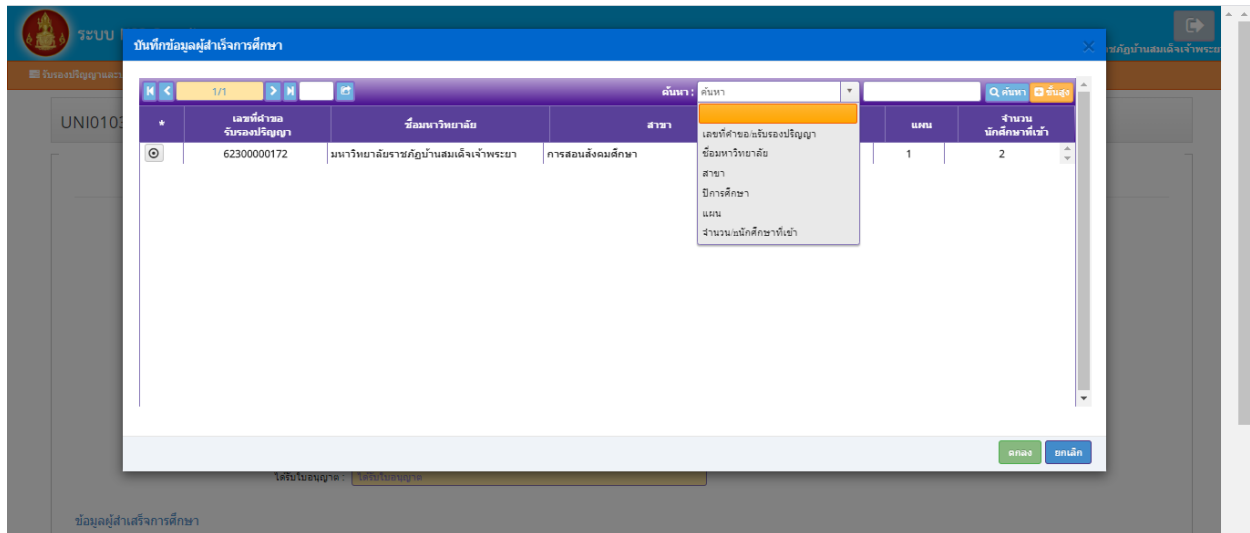 ระบบ
ชภัฏบ้านสมเด็จเจ้าพระยา
รับรองปริญญาและป
บันทึกข้อมูลผู้สำเร็จการศึกษา
1/1
ค้นหา : ค้นหา
ค้นหา
ขั้นสูง
UNI0103
* เลขที่คำขอ รับรองปริญญา ชื่อมหาวิทยาลัย สาขา แผน จำนวน นักศึกษาที่เข้า
62300000172 มหาวิทยาลัยราชภัฏบ้านสมเด็จเจ้าพระยา การสอนสังคมศึกษา 1 2
เลขที่คำขอ/nรับรองปริญญา
ชื่อมหาวิทยาลัย
สาขา
ปีการศึกษา
แผน
จำนวน/nนักศึกษาที่เข้า
ตกลง
ยกเลิก
ได้รับใบอนุญาต : ได้รับใบอนุญาต
ข้อมูลผู้สำเสร็จการศึกษา